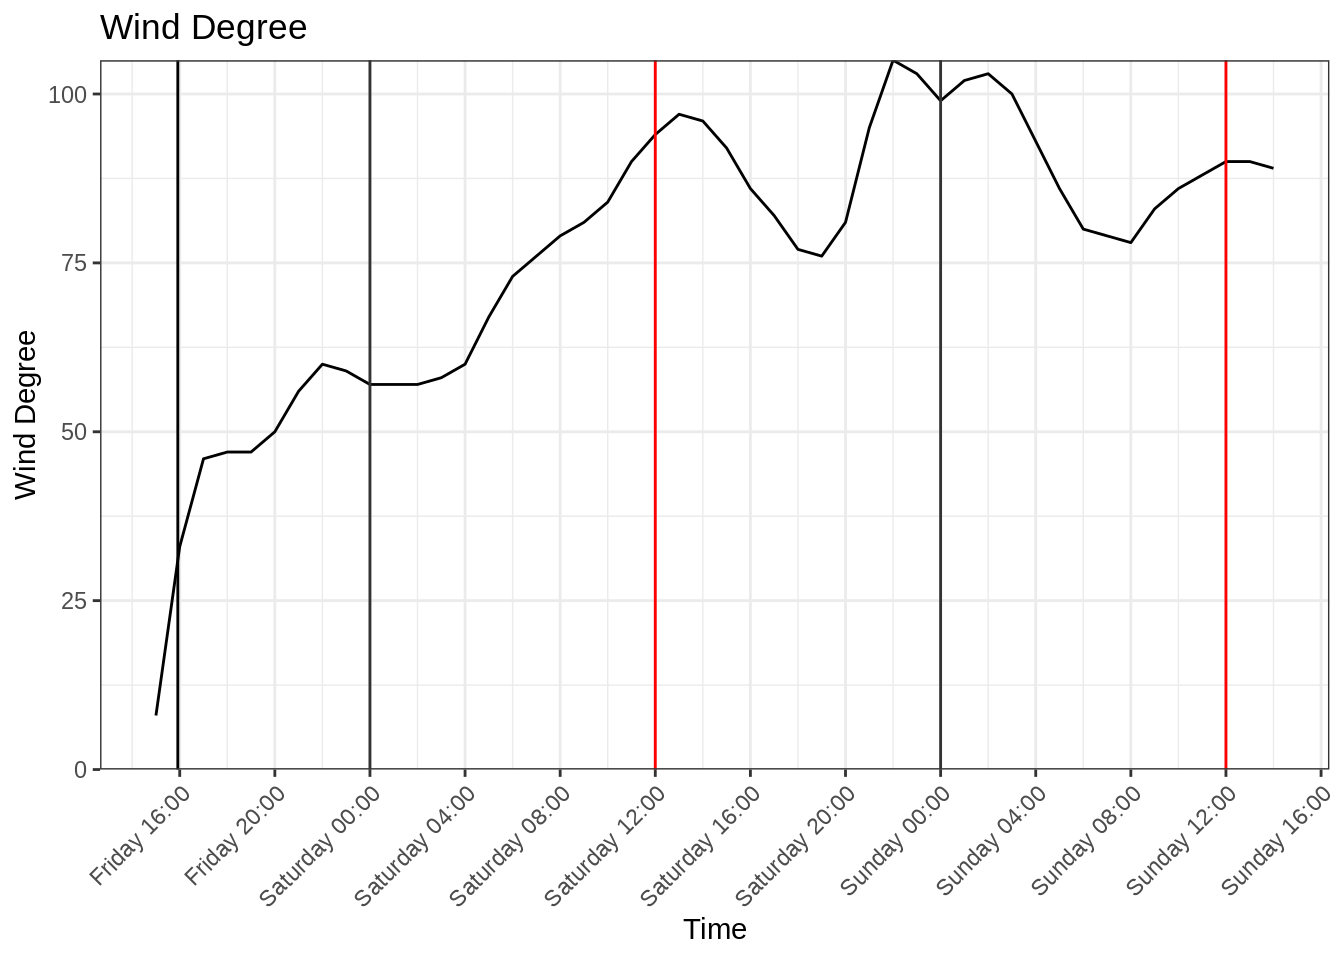 Wind Degree
Wind Degree
100
75
50
25
0
Friday 16:00
Friday 20:00
Saturday 00:00
Saturday 04:00
Saturday 08:00
Saturday 12:00
Saturday 16:00
Saturday 20:00
Sunday 00:00
Sunday 04:00
Sunday 08:00
Sunday 12:00
Sunday 16:00
Time